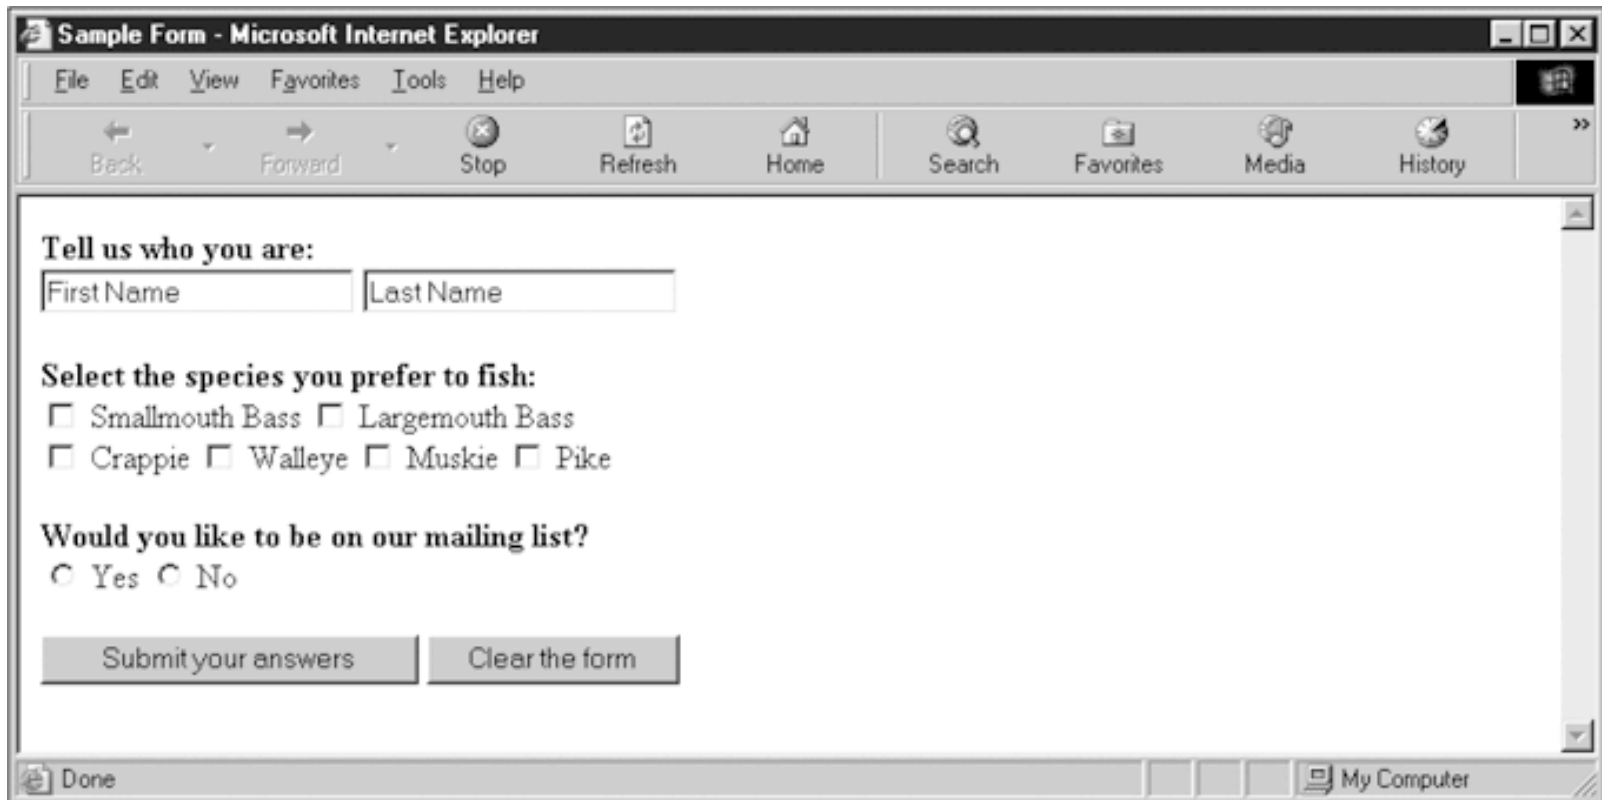 Sample Form - Microsoft Internet Explorer
File Edit View Favorites Tools Help
Back Forward Stop Refresh Home Search Favorites Media History »
Tell us who you are:
First Name Last Name
Select the species you prefer to fish:
Smallmouth Bass Largemouth Bass
Crappie Walleye Muskie Pike
Would you like to be on our mailing list?
Yes No
Submit your answers Clear the form
Done My Computer